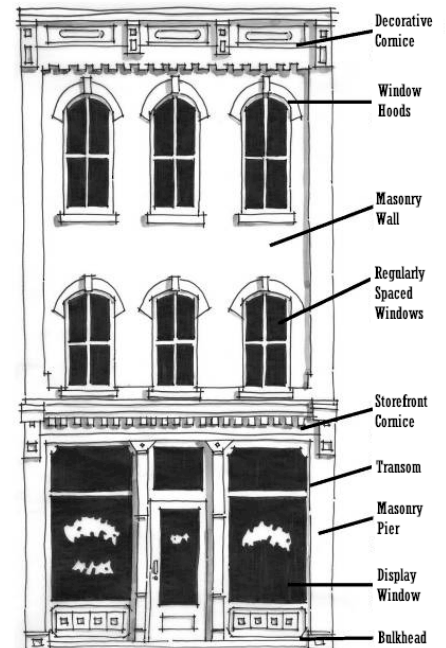 Decorative
Cornice
Window
Hoods
Masonry
Wall
Regularly
Spaced
Windows
Storefront
Cornice
Transom
Masonry
Pier
Display
Window
Bulkhead